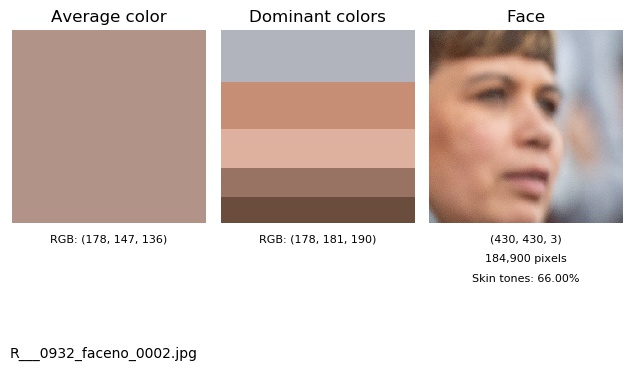 Average color
Dominant colors
Face
RGB: (178, 147, 136)
RGB: (178, 181, 190)
(430, 430, 3)
184,900 pixels
Skin tones: 66.00%
R___0932_faceno_0002.jpg